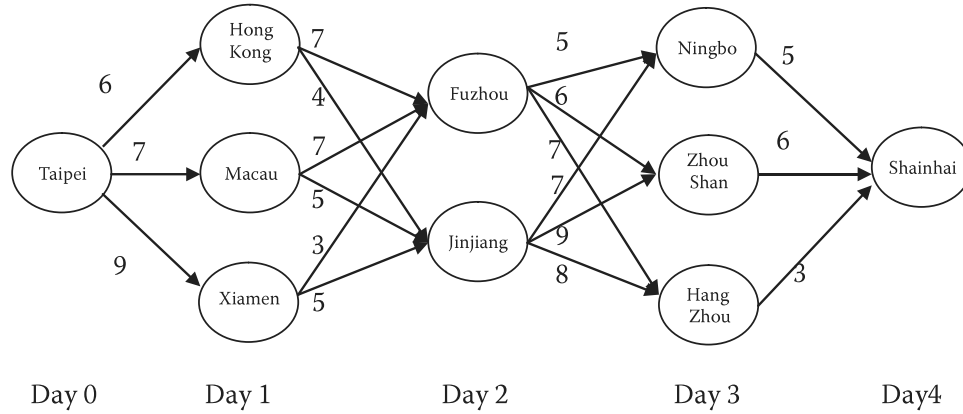 Hong
Kong
7
5
Ningbo
5
6
4
Fuzhou
6
7
7
7
6
Taipei
Macau
Zhou
Shan
Shainhai
5
7
3
Jinjiang
9
9
8
3
Xiamen
5
Hang
Zhou
Day 0
Day 1
Day 2
Day 3
Day4